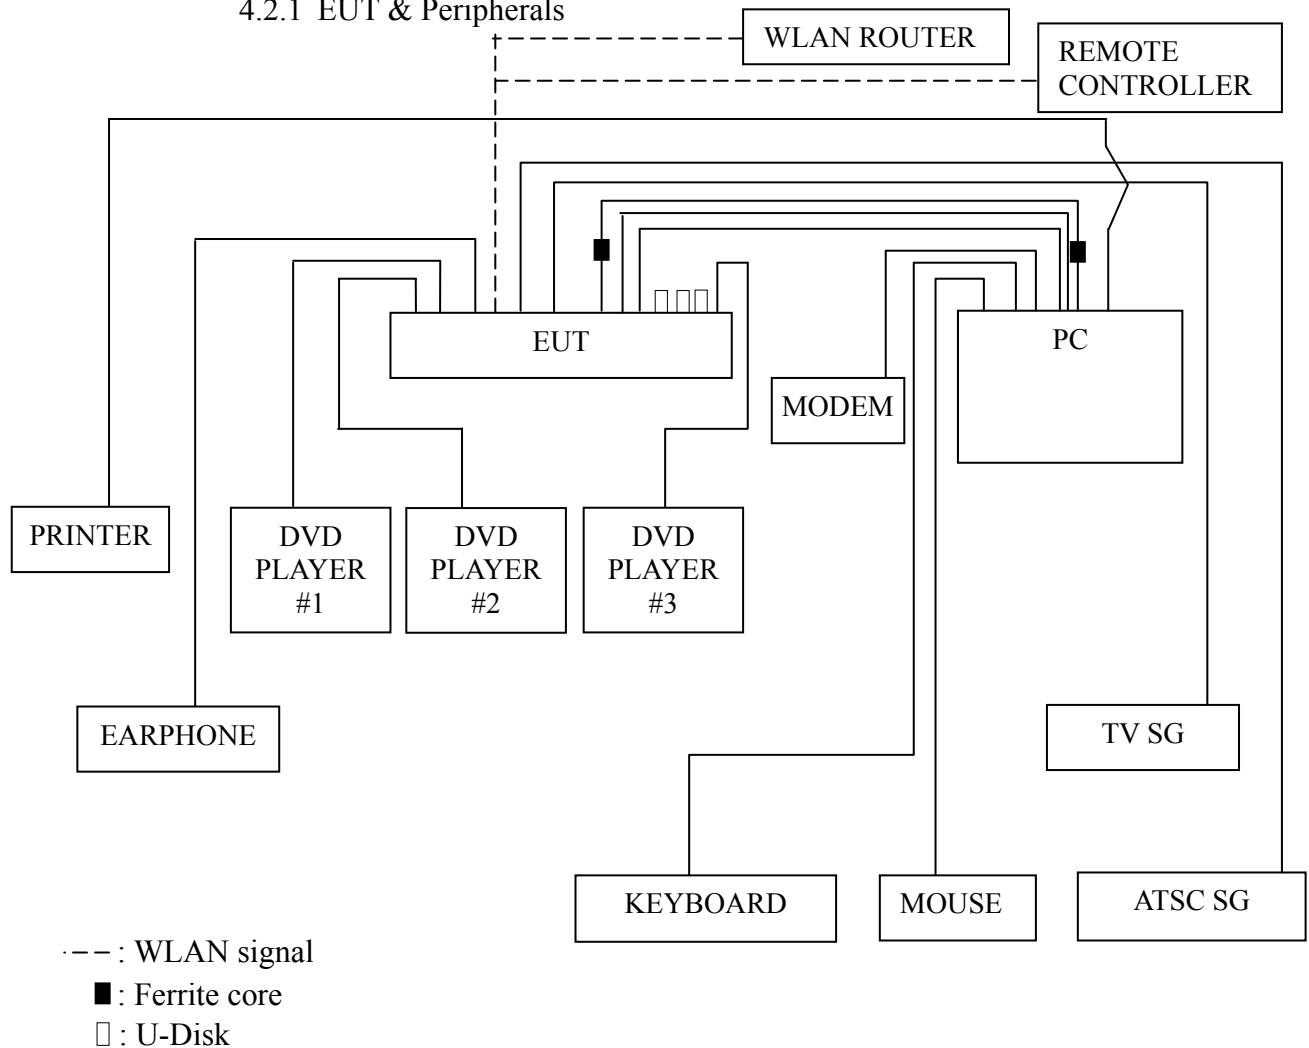 4.2.1 EUT & Peripherals
WLAN ROUTER
REMOTE
CONTROLLER
EUT
PC
MODEM
PRINTER
DVD
PLAYER
#1
DVD
PLAYER
#2
DVD
PLAYER
#3
EARPHONE
TV SG
KEYBOARD
MOUSE
ATSC SG
: WLAN signal
: Ferrite core
: U-Disk